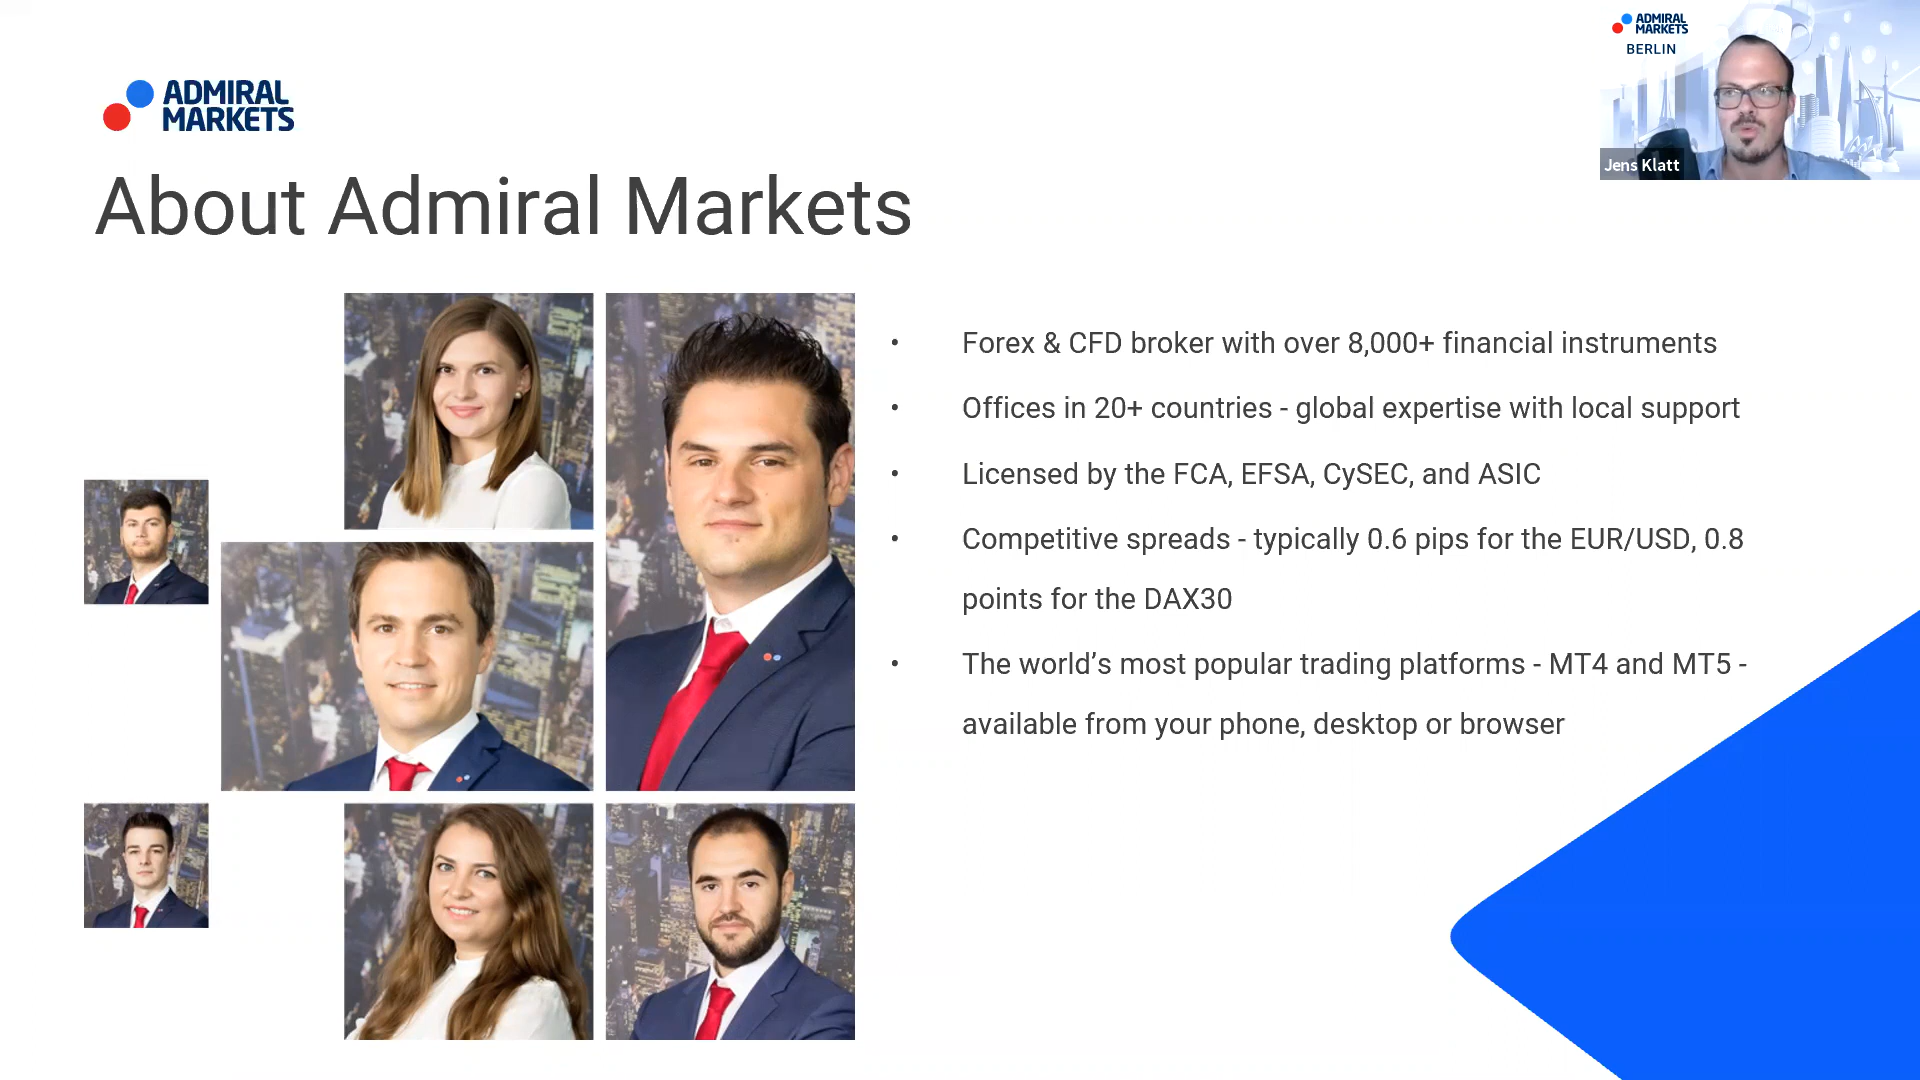 ADMIRAL
MARKETS
BERLIN
Jens Klatt
ADMIRAL
MARKETS
About Admiral Markets
• Forex & CFD broker with over 8,000+ financial instruments
• Offices in 20+ countries - global expertise with local support
• Licensed by the FCA, EFSA, CySEC, and ASIC
• Competitive spreads - typically 0.6 pips for the EUR/USD, 0.8
points for the DAX30
• The world’s most popular trading platforms - MT4 and MT5 -
available from your phone, desktop or browser